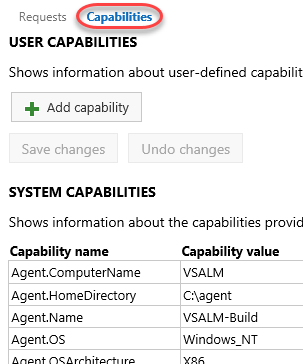 Requests Capabilities
USER CAPABILITIES
Shows information about user-defined capabilit
Add capability
Save changes Undo changes
SYSTEM CAPABILITIES
Shows information about the capabilities provid
Capability name Capability value
Agent.ComputerName VSALM
Agent.HomeDirectory C:\agent
Agent.Name VSALM-Build
Agent.OS Windows_NT
Agent.OSArchitecture X86